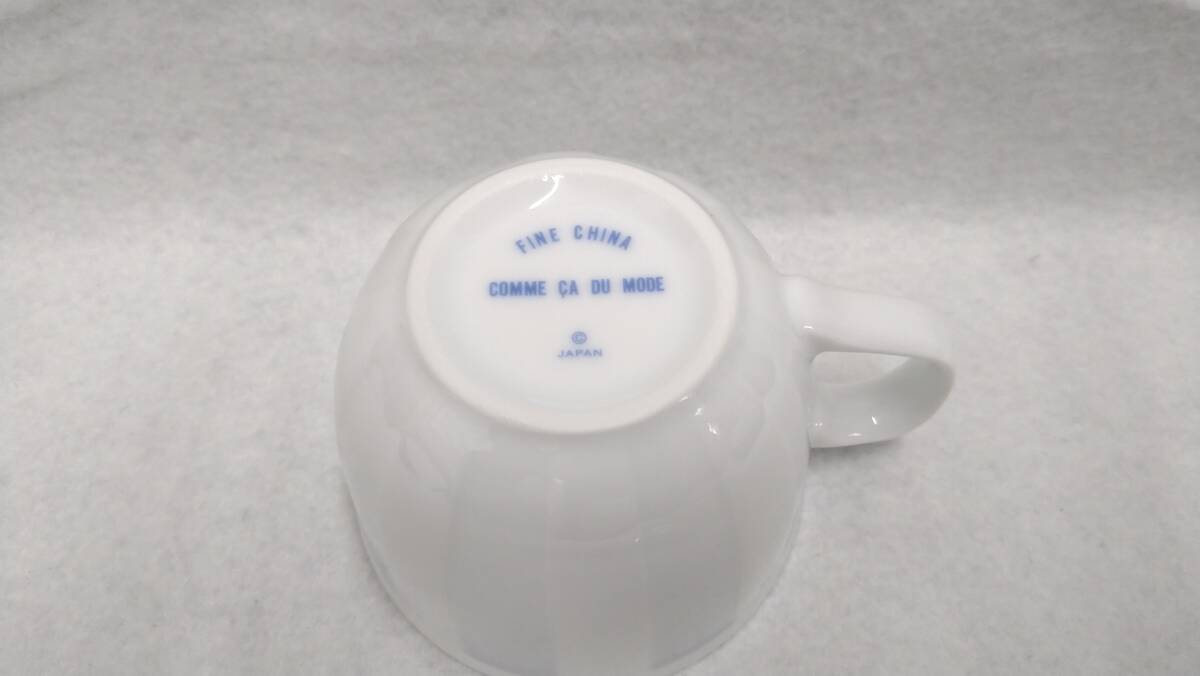 FINE CHINA
COMME ÇA DU MODE
©
JAPAN